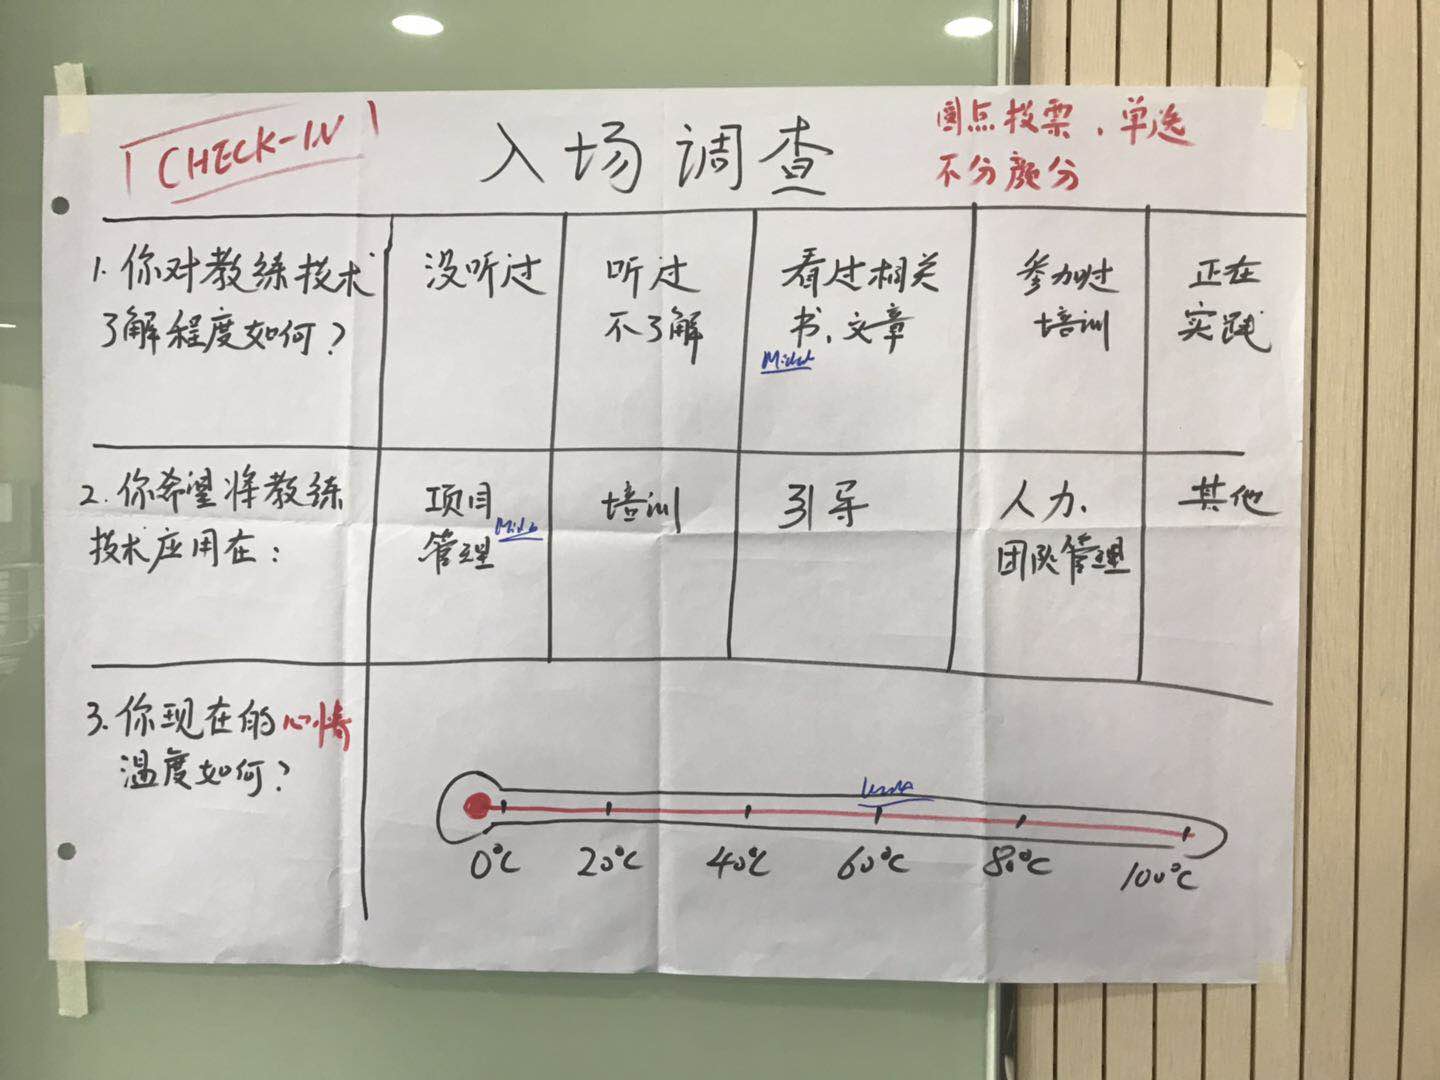 CHECK-IN
入场调查
圆点投票，单选
不分颜
1. 你对教练技术
了解程度如何？
没听过
听过
不了解
看过相关
书、文章
参加过
培训
正在
实践
2. 你希望将教练
技术应用在：
项目
管理
培训
引导
人力、
团队管理
其他
3. 你现在的心情
温度如何？
0°C 20°C 40°C 60°C 80°C 100°C